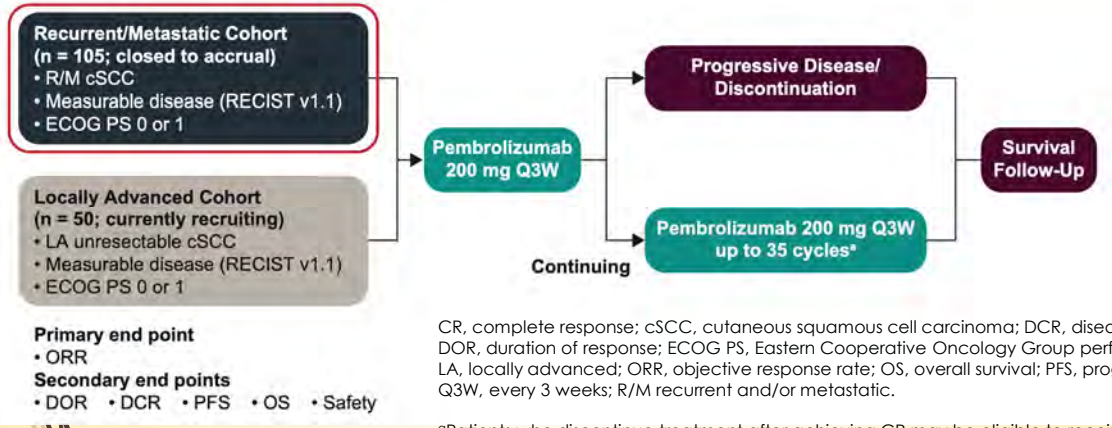 Recurrent/Metastatic Cohort
(n = 105; closed to accrual)
• R/M cSCC
• Measurable disease (RECIST v1.1)
• ECOG PS 0 or 1
Locally Advanced Cohort
(n = 50; currently recruiting)
• LA unresectable cSCC
• Measurable disease (RECIST v1.1)
• ECOG PS 0 or 1
Pembrolizumab
200 mg Q3W
Progressive Disease/
Discontinuation
Continuing
Pembrolizumab 200 mg Q3W
up to 35 cyclesᵃ
Survival
Follow-Up
Primary end point
• ORR
Secondary end points
• DOR • DCR • PFS • OS • Safety
CR, complete response; cSCC, cutaneous squamous cell carcinoma; DCR,
DOR, duration of response; ECOG PS, Eastern Cooperative Oncology Group
LA, locally advanced; ORR, objective response rate; OS, overall survival; PFS,
Q3W, every 3 weeks; R/M recurrent and/or metastatic.